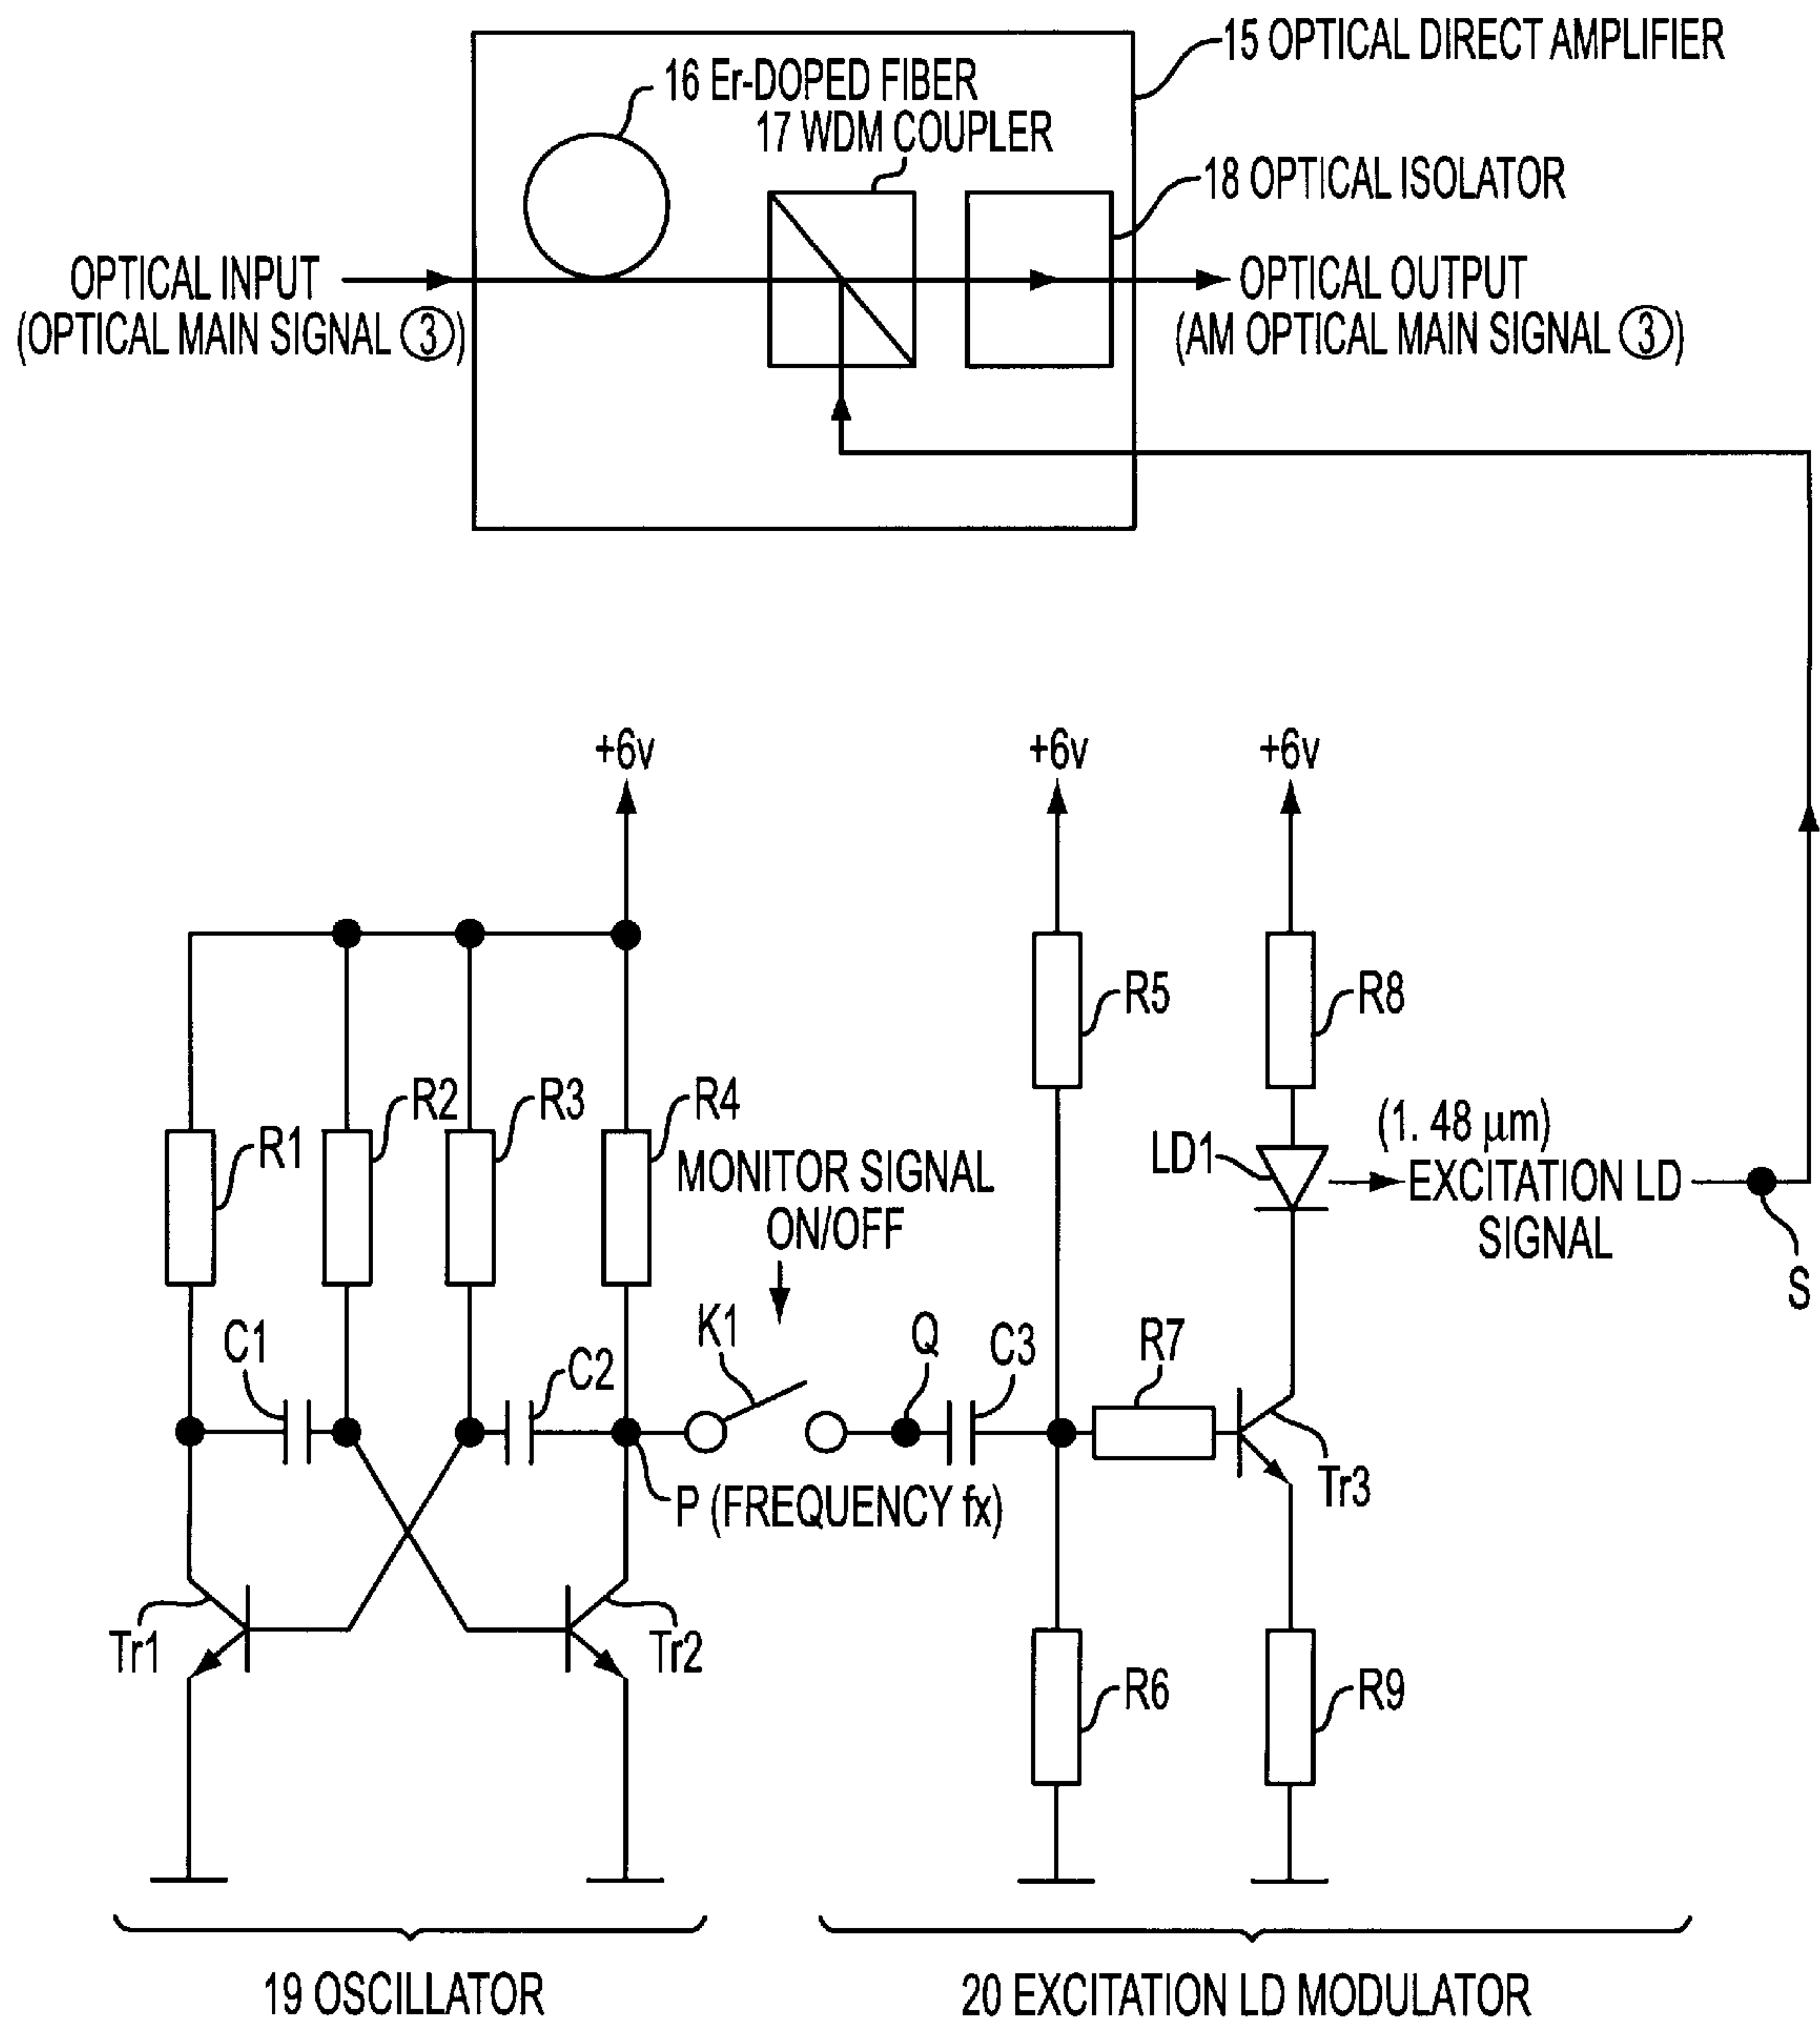 15 OPTICAL DIRECT AMPLIFIER
16 Er-DOPED FIBER
17 WDM COUPLER
18 OPTICAL ISOLATOR
OPTICAL INPUT
(OPTICAL MAIN SIGNAL ③)
OPTICAL OUTPUT
(AM OPTICAL MAIN SIGNAL ③)
+6v
+6v
+6v
R5
R8
R1
R2
R3
R4
MONITOR SIGNAL
ON/OFF
LD1
(1. 48 μm)
EXCITATION LD
SIGNAL
S
C1
C2
K1
Q
C3
R7
P (FREQUENCY fx)
Tr3
Tr1
Tr2
R6
R9
19 OSCILLATOR
20 EXCITATION LD MODULATOR